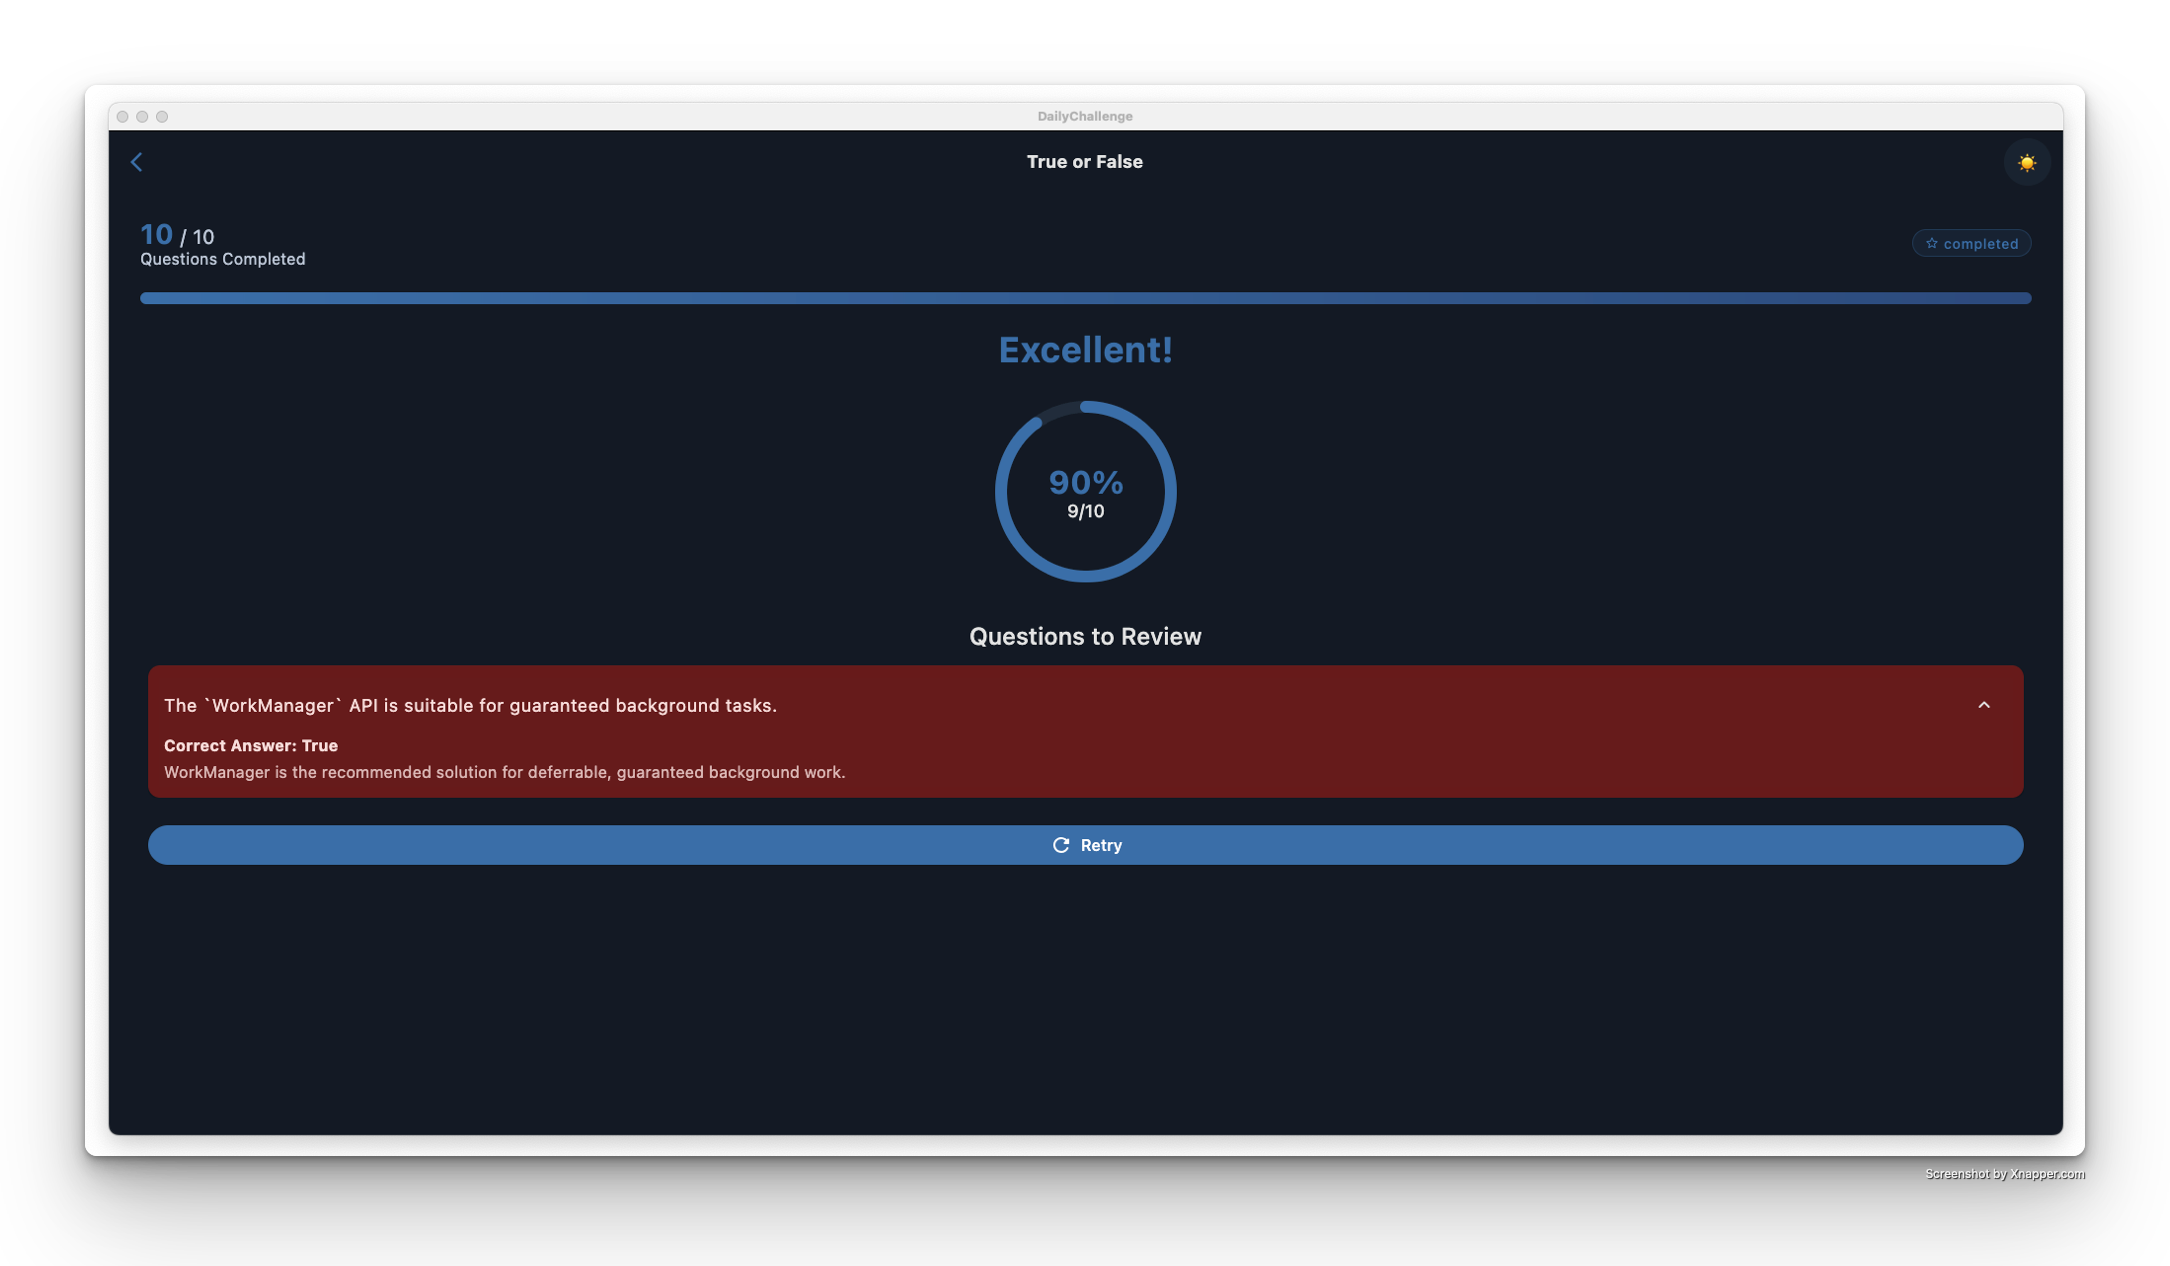 DailyChallenge
True or False
10 / 10
Questions Completed
completed
Excellent!
90%
9/10
Questions to Review
The `WorkManager` API is suitable for guaranteed background tasks.
Correct Answer: True
WorkManager is the recommended solution for deferrable, guaranteed background work.
Retry
Screenshot by Xnapper.com